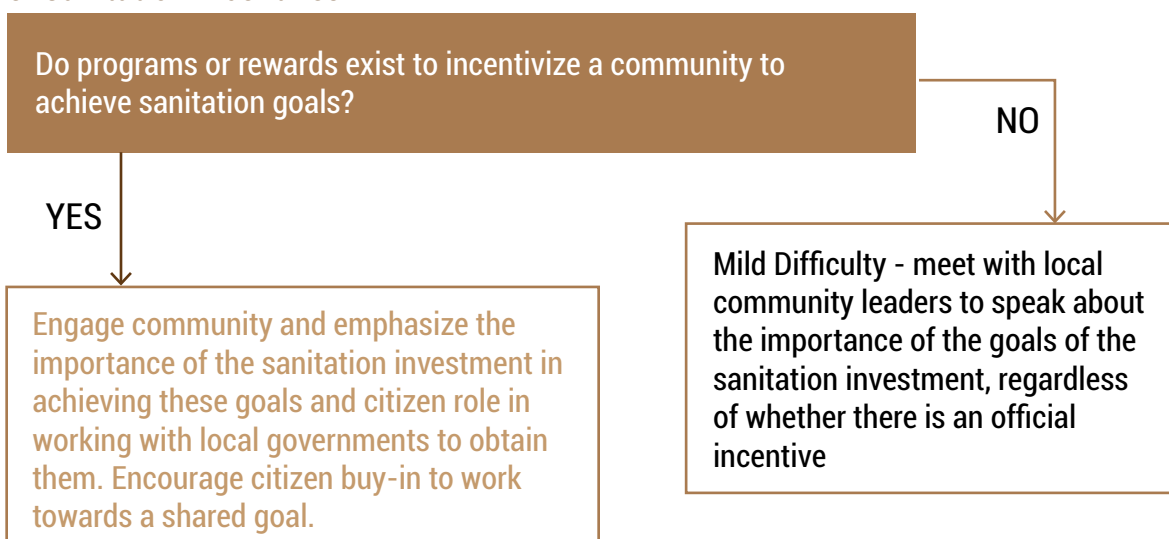 Do programs or rewards exist to incentivize a community to
achieve sanitation goals?
NO
YES
Mild Difficulty - meet with local
community leaders to speak about
the importance of the goals of the
sanitation investment, regardless
of whether there is an official
incentive
Engage community and emphasize the
importance of the sanitation investment in
achieving these goals and citizen role in
working with local governments to obtain
them. Encourage citizen buy-in to work
towards a shared goal.